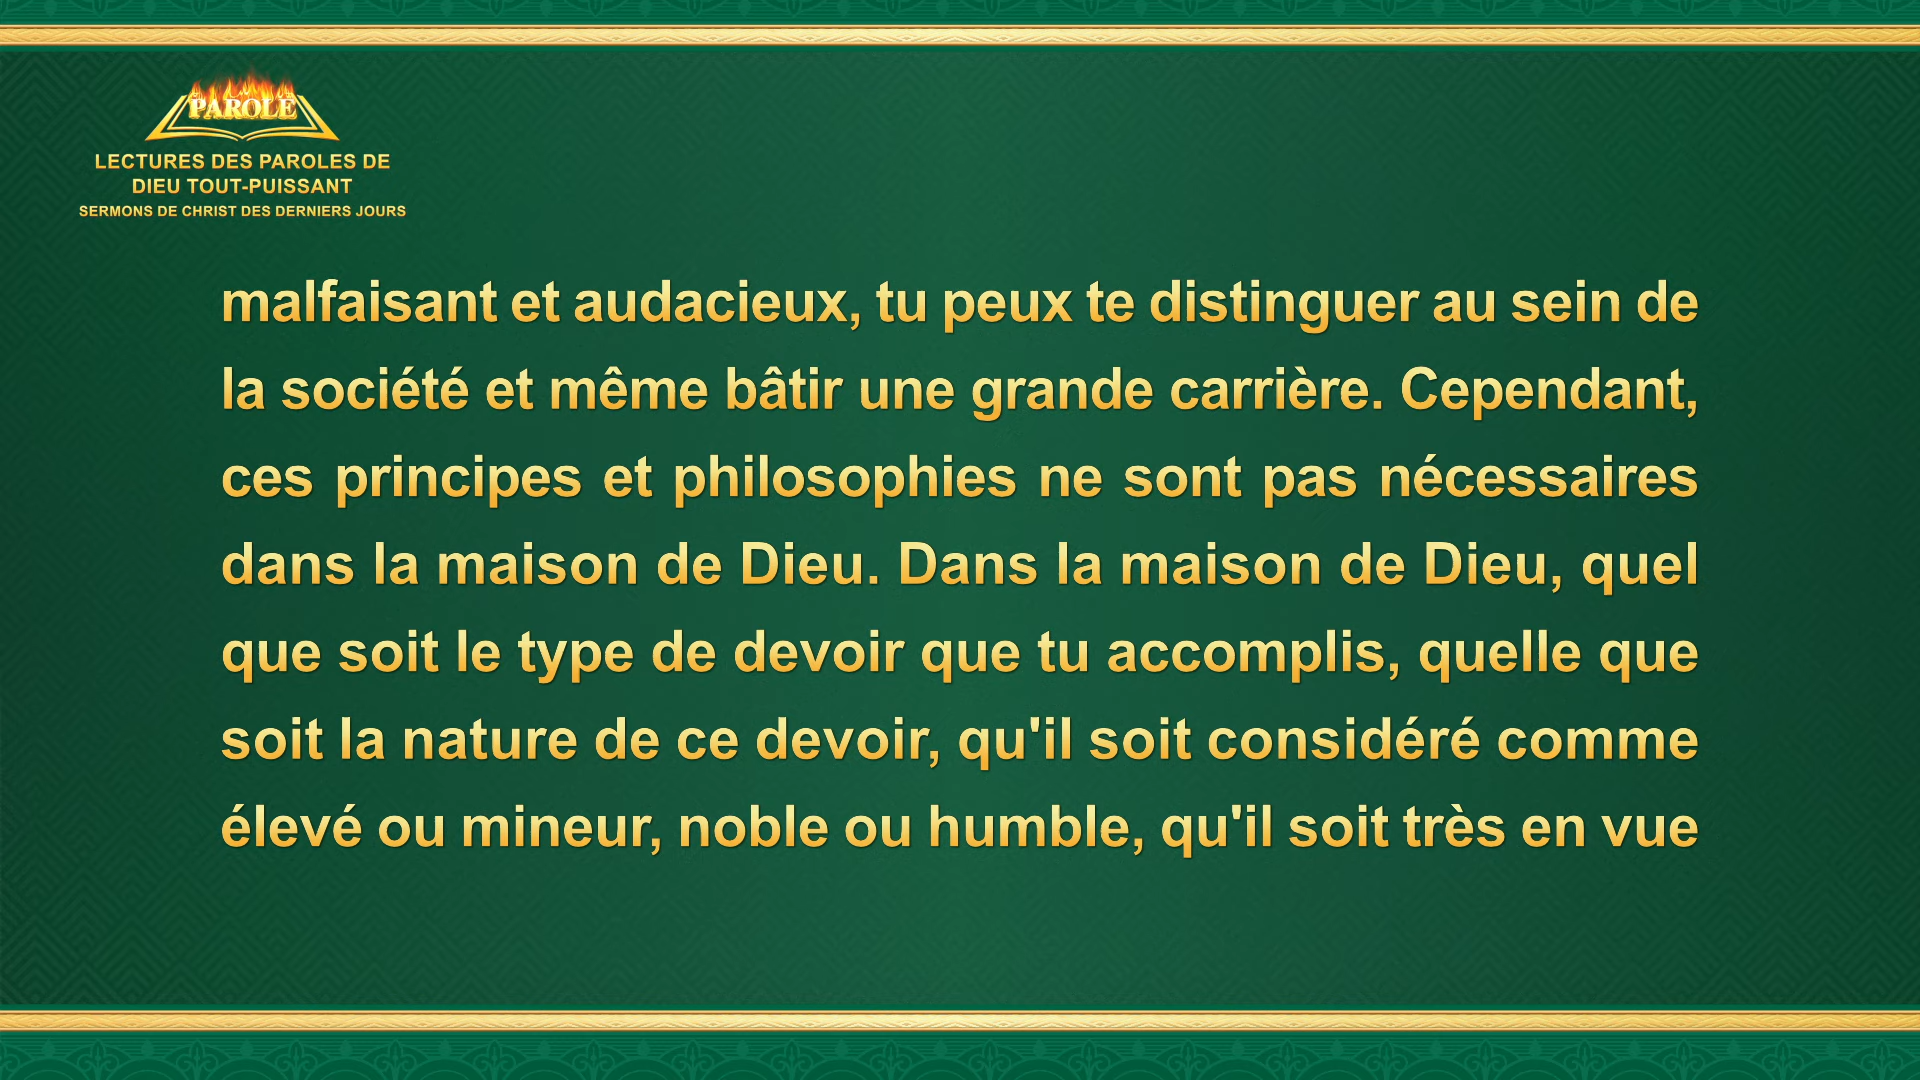 PAROLE
LECTURES DES PAROLES DE
DIEU TOUT-PUISSANT
SERMONS DE CHRIST DES DERNIERS JOURS
malfaisant et audacieux, tu peux te distinguer au sein de
la société et même bâtir une grande carrière. Cependant,
ces principes et philosophies ne sont pas nécessaires
dans la maison de Dieu. Dans la maison de Dieu, quel
que soit le type de devoir que tu accomplis, quelle que
soit la nature de ce devoir, qu'il soit considéré comme
élevé ou mineur, noble ou humble, qu'il soit très en vue